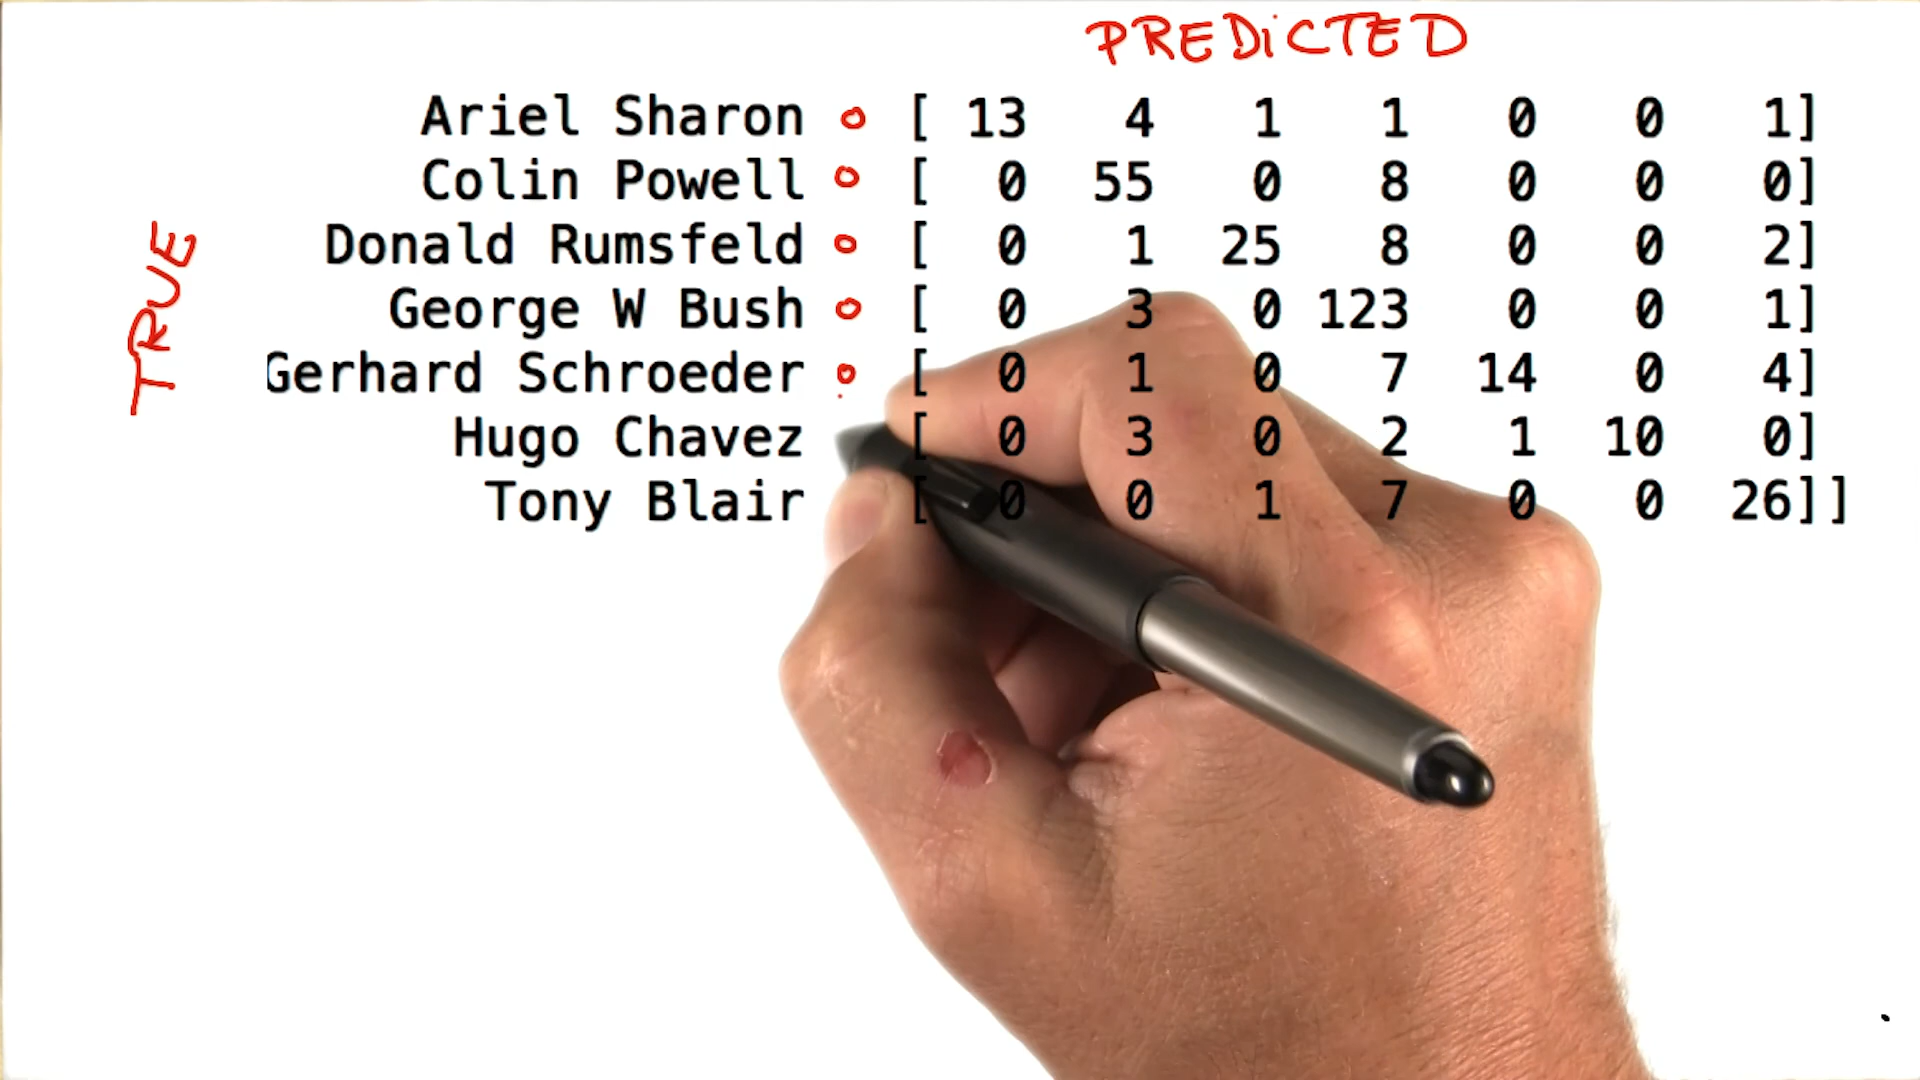 PREDICTED
Ariel Sharon [ 13 4 1 1 0 0 1]
Colin Powell [ 0 55 0 8 0 0 0]
Donald Rumsfeld [ 0 1 25 8 0 0 2]
George W Bush [ 0 3 0 123 0 0 1]
Gerhard Schroeder [ 0 1 0 7 14 0 4]
Hugo Chavez [ 0 3 0 2 1 10 0]
Tony Blair [ 0 0 1 7 0 0 26]]
TRUE